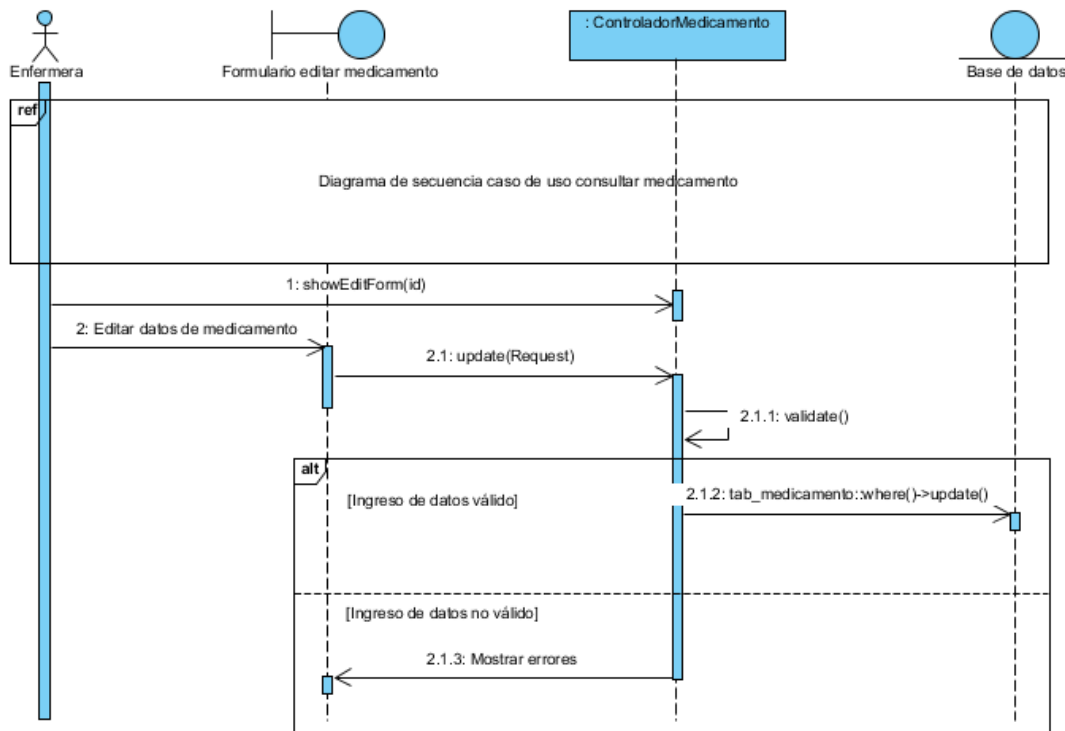 : ControladorMedicamento
Enfermera
Formulario editar medicamento
Base de datos
ref
Diagrama de secuencia caso de uso consultar medicamento
1: showEditForm(id)
2: Editar datos de medicamento
2.1: update(Request)
2.1.1: validate()
alt
[Ingreso de datos válido]
2.1.2: tab_medicamento::where()->update()
[Ingreso de datos no válido]
2.1.3: Mostrar errores